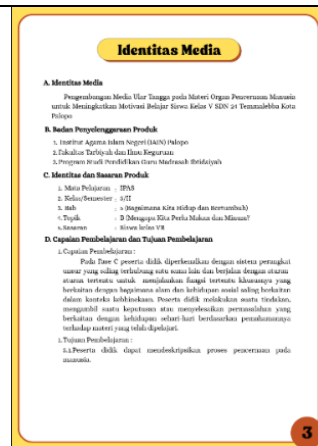 Identitas Media
A. Identitas Media
Pengembangan Media Ular Tangga pada Materi Organ Pencernaan Manusia
untuk Meningkatkan Motivasi Belajar Siswa Kelas V SDN 24 Temmalebba Kota
Palopo
B. Badan Penyelenggaraan Produk
1. Institut Agama Islam Negeri (IAIN) Palopo
2. Fakultas Tarbiyah dan Ilmu Keguruan
3. Program Studi Pendidikan Guru Madrasah Ibtidaiyah
C. Identitas dan Sasaran Produk
1. Mata Pelajaran : IPAS
2. Kelas/Semester : 5/II
3. Bab : 5 (Bagaimana Kita Hidup dan Bertumbuh)
4. Topik : B (Mengapa Kita Perlu Makan dan Minum?
5. Sasaran : Siswa kelas VB
D. Capaian Pembelajaran dan Tujuan Pembelajaran
1. Capaian Pembelajaran :
Pada Fase C peserta didik diperkenalkan dengan sistem perangkat
unsur yang saling terhubung satu sama lain dan berjalan dengan aturan-
aturan tertentu untuk menjalankan fungsi tertentu khususnya yang
berkaitan dengan bagaimana alam dan kehidupan sosial saling berkaitan
dalam konteks kebhinekaan. Peserta didik melakukan suatu tindakan,
mengambil suatu keputusan atau menyelesaikan permasalahan yang
berkaitan dengan kehidupan sehari-hari berdasarkan pemahamannya
terhadap materi yang telah dipelajari.
2. Tujuan Pembelajaran :
Peserta didik dapat mendeskripsikan proses pencernaan pada
manusia.
3